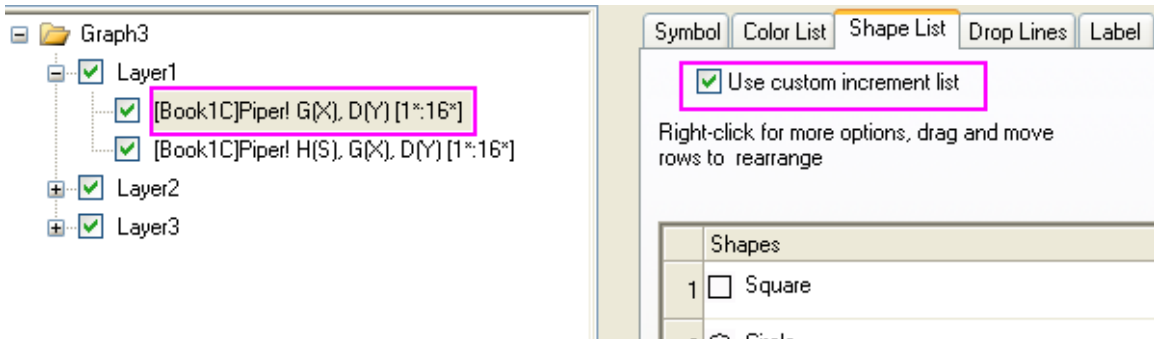 Graph3
Layer1
[Book1C]Piper! G(X), D(Y) [1*:16*]
[Book1C]Piper! H(S), G(X), D(Y) [1*:16*]
Layer2
Layer3
Symbol Color List Shape List Drop Lines Label
Use custom increment list
Right-click for more options, drag and move
rows to rearrange
Shapes
1 Square
Circle